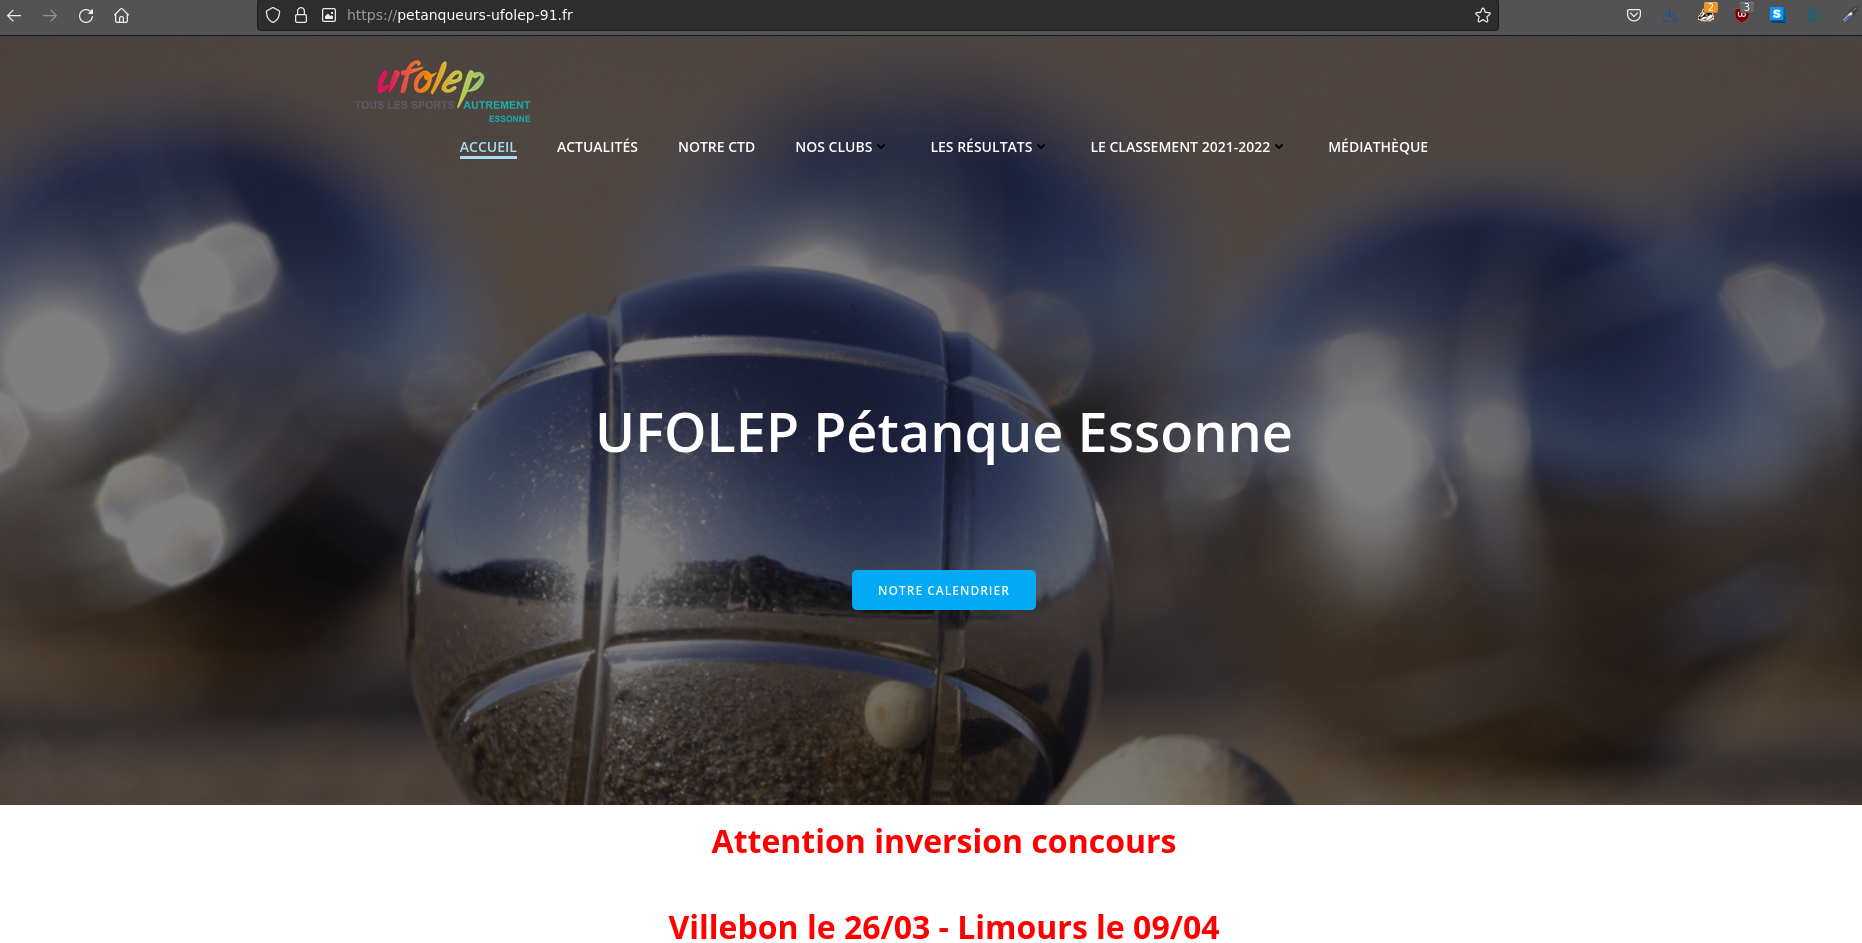 https://petanqueurs-ufolep-91.fr
2
3
S
ufolep
TOUS LES SPORTS AUTREMENT
ESSONNE
ACCUEIL ACTUALITÉS NOTRE CTD NOS CLUBS LES RÉSULTATS LE CLASSEMENT 2021-2022 MÉDIATHÈQUE
UFOLEP Pétanque Essonne
NOTRE CALENDRIER
Attention inversion concours
Villebon le 26/03 - Limours le 09/04